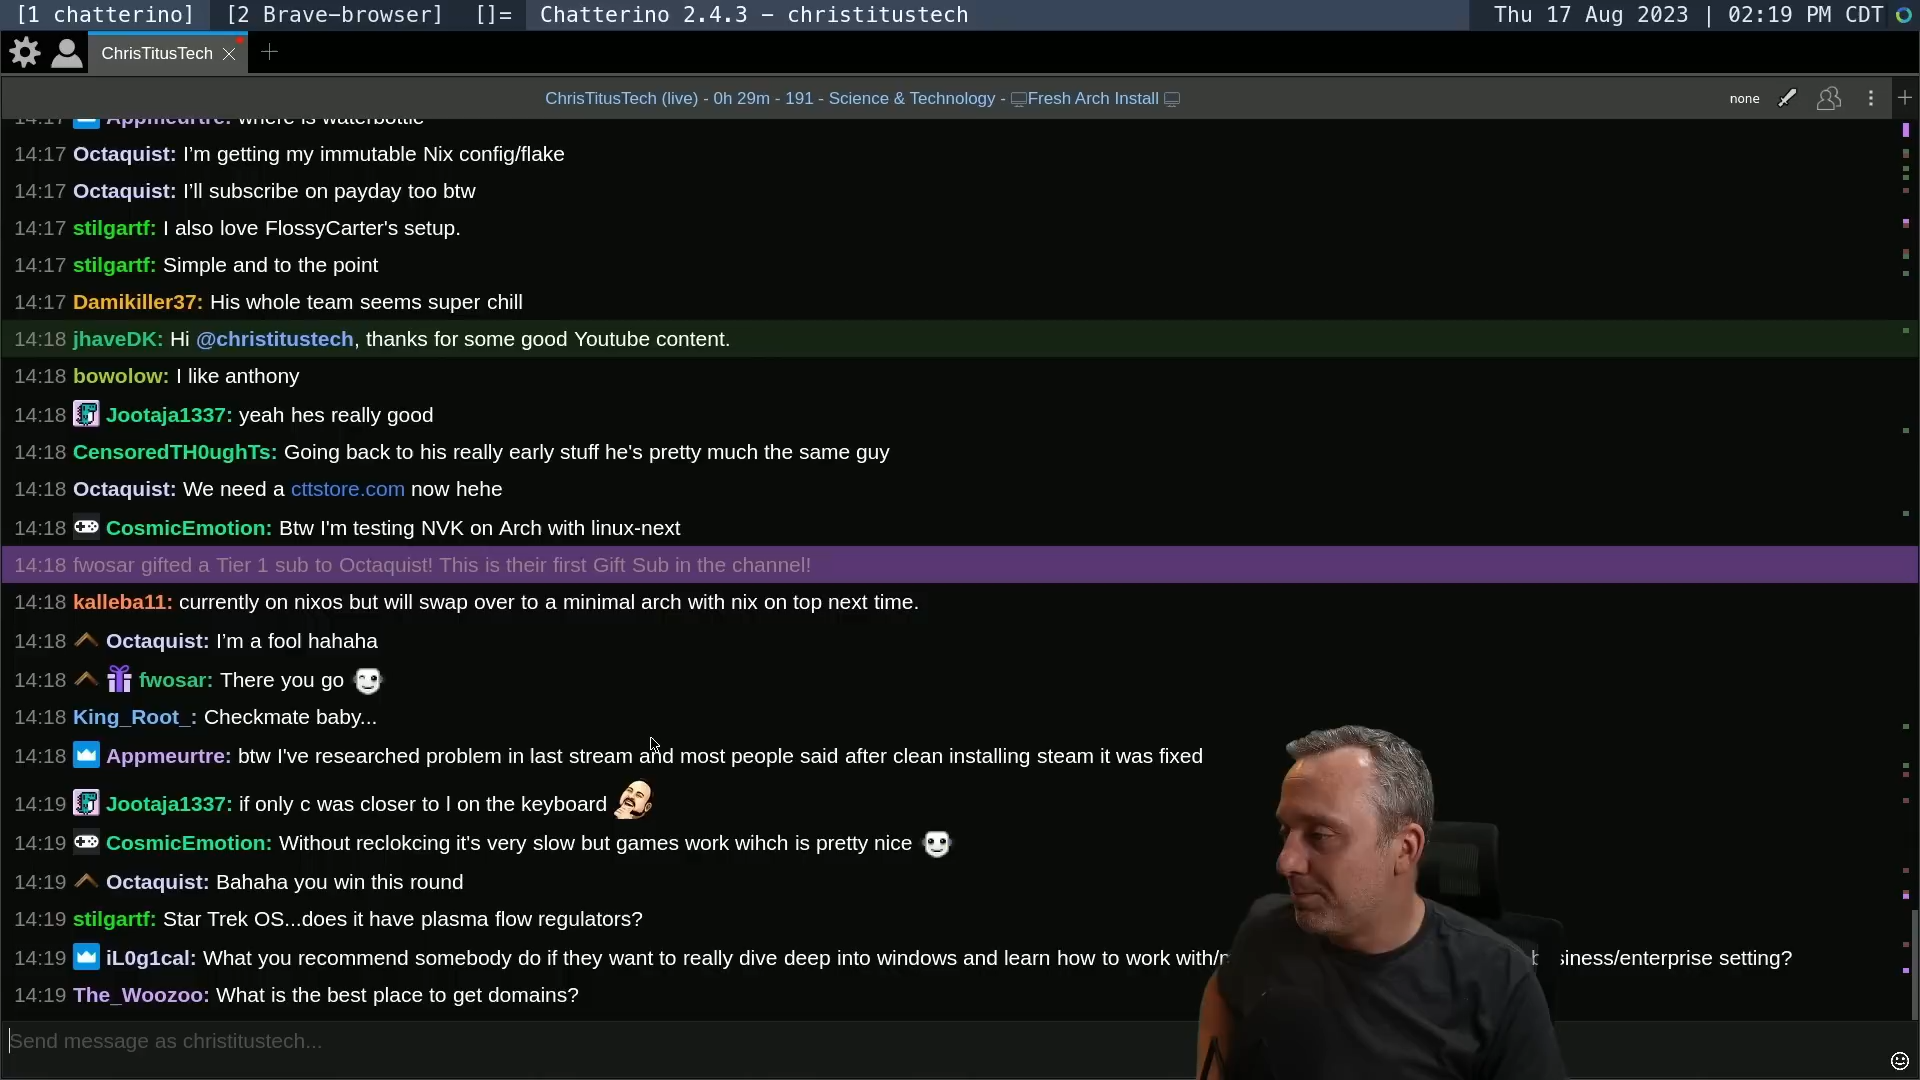 [1 chatterino] [2 Brave-browser] []= Chatterino 2.4.3 - christitustech Thu 17 Aug 2023 | 02:19 PM CDT
ChrisTitusTech
ChrisTitusTech (live) - 0h 29m - 191 - Science & Technology - Fresh Arch Install none
14:17 Appmeurtre: where is waterbottle
14:17 Octaquist: I’m getting my immutable Nix config/flake
14:17 Octaquist: I’ll subscribe on payday too btw
14:17 stilgartf: I also love FlossyCarter's setup.
14:17 stilgartf: Simple and to the point
14:17 Damikiller37: His whole team seems super chill
14:18 jhaveDK: Hi @christitustech, thanks for some good Youtube content.
14:18 bowolow: I like anthony
14:18 Jootaja1337: yeah hes really good
14:18 CensoredTH0ughTs: Going back to his really early stuff he's pretty much the same guy
14:18 Octaquist: We need a cttstore.com now hehe
14:18 CosmicEmotion: Btw I'm testing NVK on Arch with linux-next
14:18 fwosar gifted a Tier 1 sub to Octaquist! This is their first Gift Sub in the channel!
14:18 kalleba11: currently on nixos but will swap over to a minimal arch with nix on top next time.
14:18 Octaquist: I’m a fool hahaha
14:18 fwosar: There you go
14:18 King_Root_: Checkmate baby...
14:18 Appmeurtre: btw I've researched problem in last stream and most people said after clean installing steam it was fixed
14:19 Jootaja1337: if only c was closer to l on the keyboard
14:19 CosmicEmotion: Without reclokcing it's very slow but games work wihch is pretty nice
14:19 Octaquist: Bahaha you win this round
14:19 stilgartf: Star Trek OS...does it have plasma flow regulators?
14:19 iL0g1cal: What you recommend somebody do if they want to really dive deep into windows and learn how to work with/ siness/enterprise setting?
14:19 The_Woozoo: What is the best place to get domains?
Send message as christitustech...